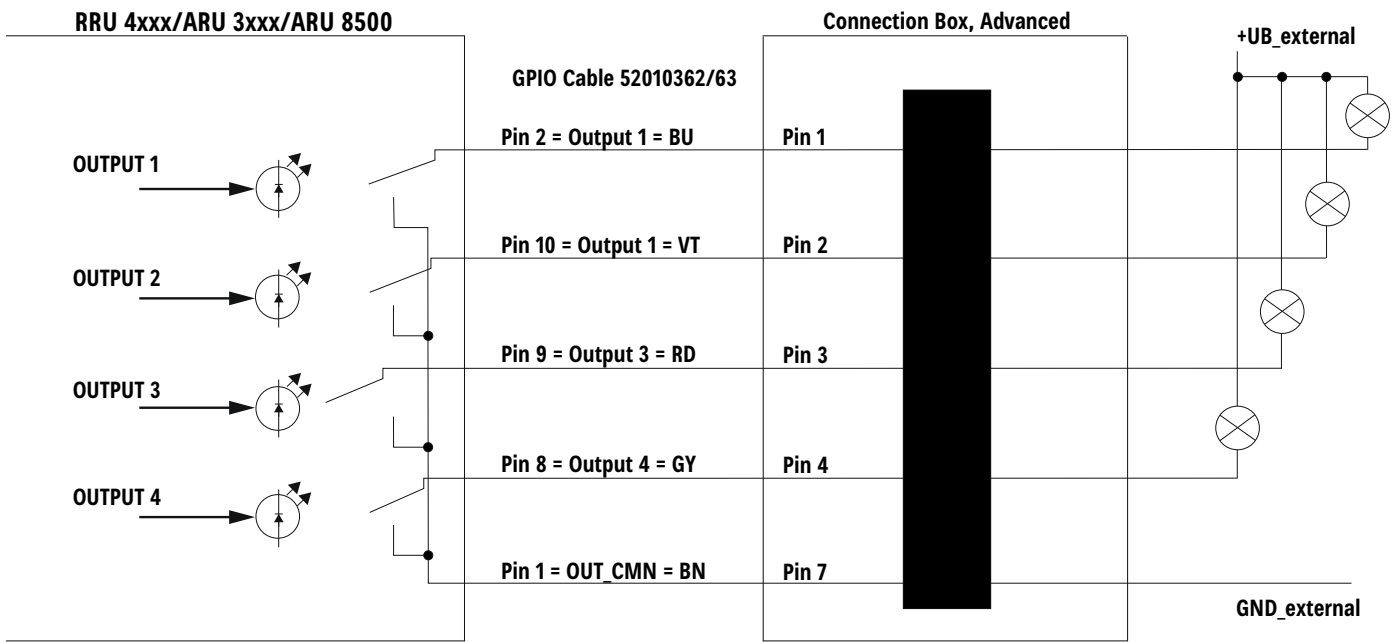 RRU 4xxx/ARU 3xxx/ARU 8500
Connection Box, Advanced
+UB_external
GPIO Cable 52010362/63
Pin 2 = Output 1 = BU
Pin 1
OUTPUT 1
Pin 10 = Output 1 = VT
Pin 2
OUTPUT 2
Pin 9 = Output 3 = RD
Pin 3
OUTPUT 3
Pin 8 = Output 4 = GY
Pin 4
OUTPUT 4
Pin 1 = OUT_CMN = BN
Pin 7
GND_external